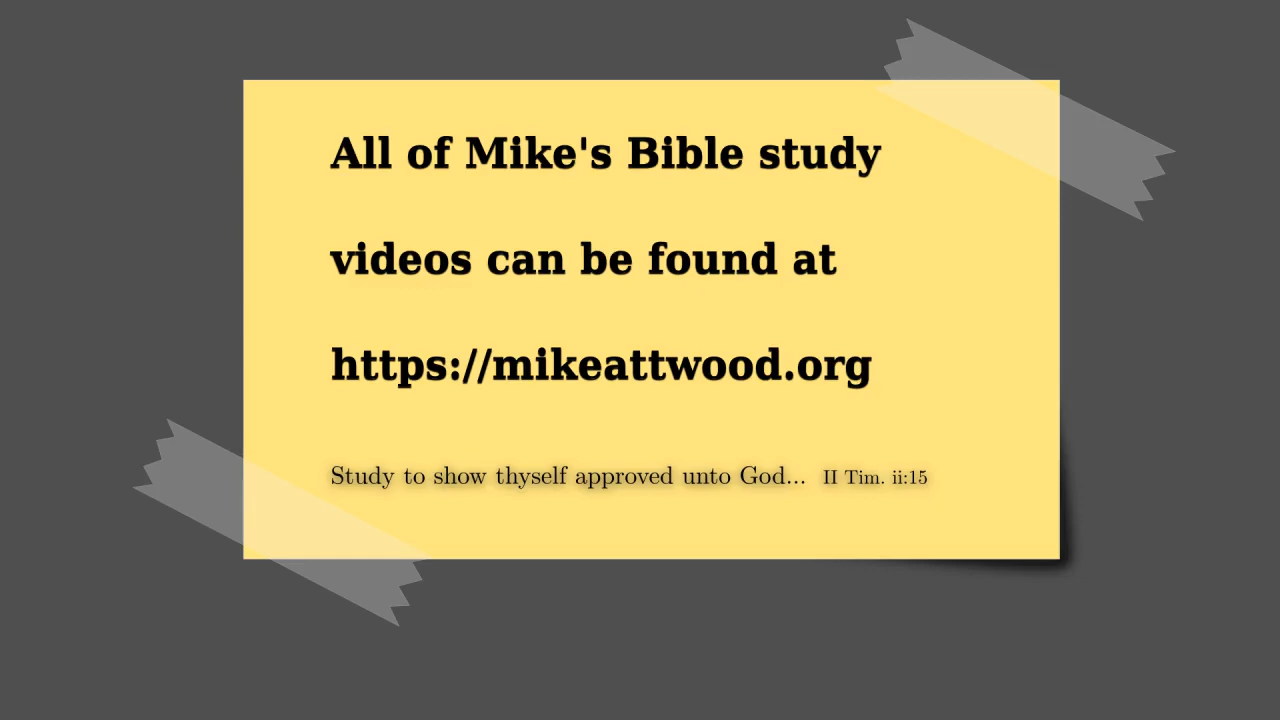 All of Mike's Bible study
videos can be found at
https://mikeattwood.org
Study to show thyself approved unto God... II Tim. ii:15